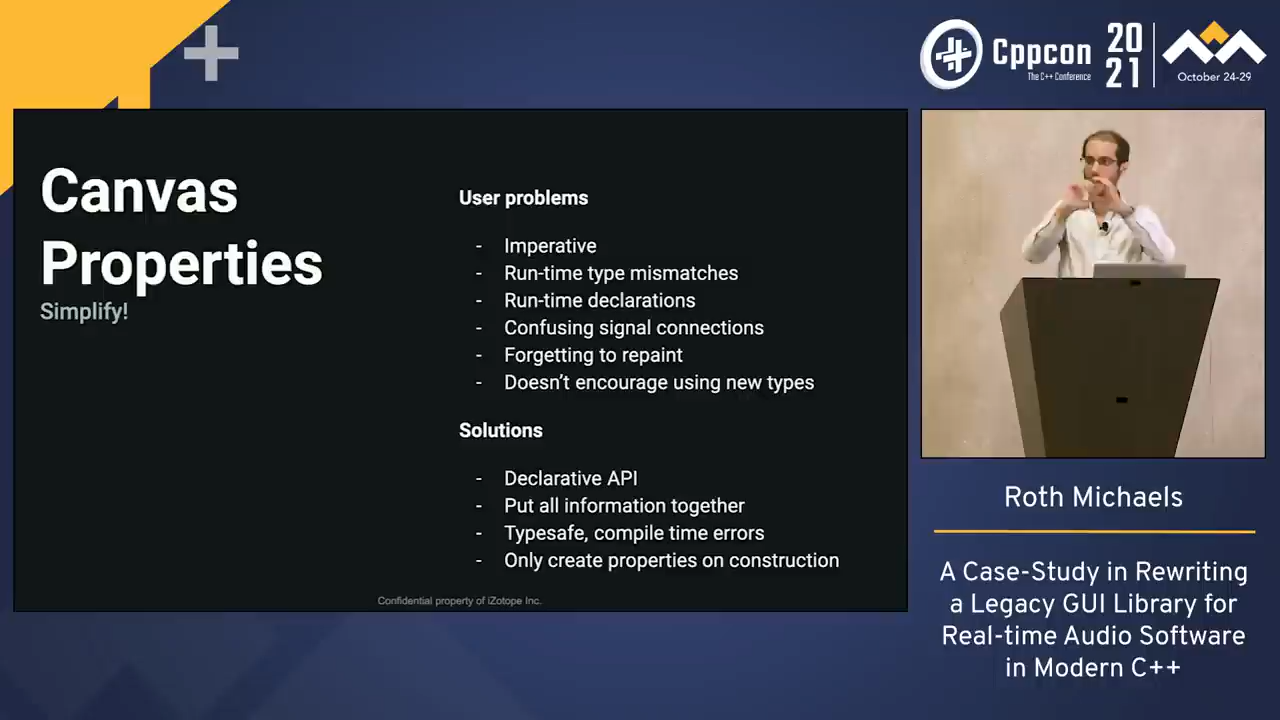 Cppcon
The C++ Conference
20
21
October 24-29
Canvas
Properties
Simplify!
User problems
- Imperative
- Run-time type mismatches
- Run-time declarations
- Confusing signal connections
- Forgetting to repaint
- Doesn’t encourage using new types
Solutions
- Declarative API
- Put all information together
- Typesafe, compile time errors
- Only create properties on construction
Confidential property of iZotope Inc.
Roth Michaels
A Case-Study in Rewriting
a Legacy GUI Library for
Real-time Audio Software
in Modern C++